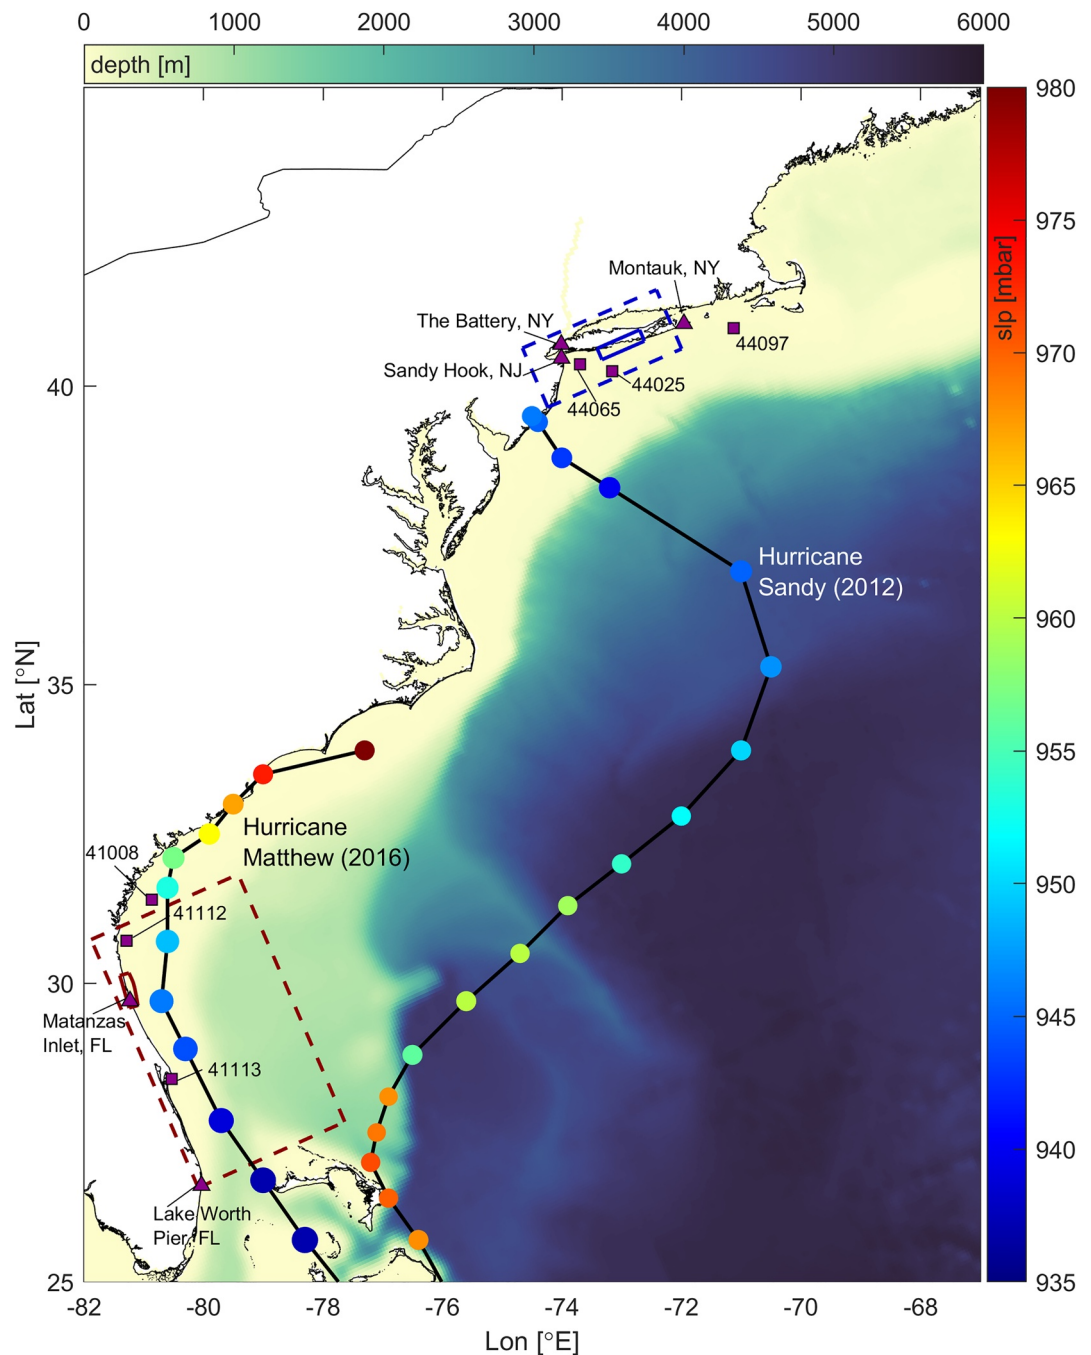 0 1000 2000 3000 4000 5000 6000
depth [m]
980
975
slp [mbar]
970
965
960
955
950
945
940
935
Montauk, NY
The Battery, NY
44097
Sandy Hook, NJ
44025
44065
40
Hurricane
Sandy (2012)
Lat [°N]
35
Hurricane
Matthew (2016)
41008
41112
30
Matanzas
Inlet, FL
41113
Lake Worth
Pier, FL
25
-82 -80 -78 -76 -74 -72 -70 -68
Lon [°E]